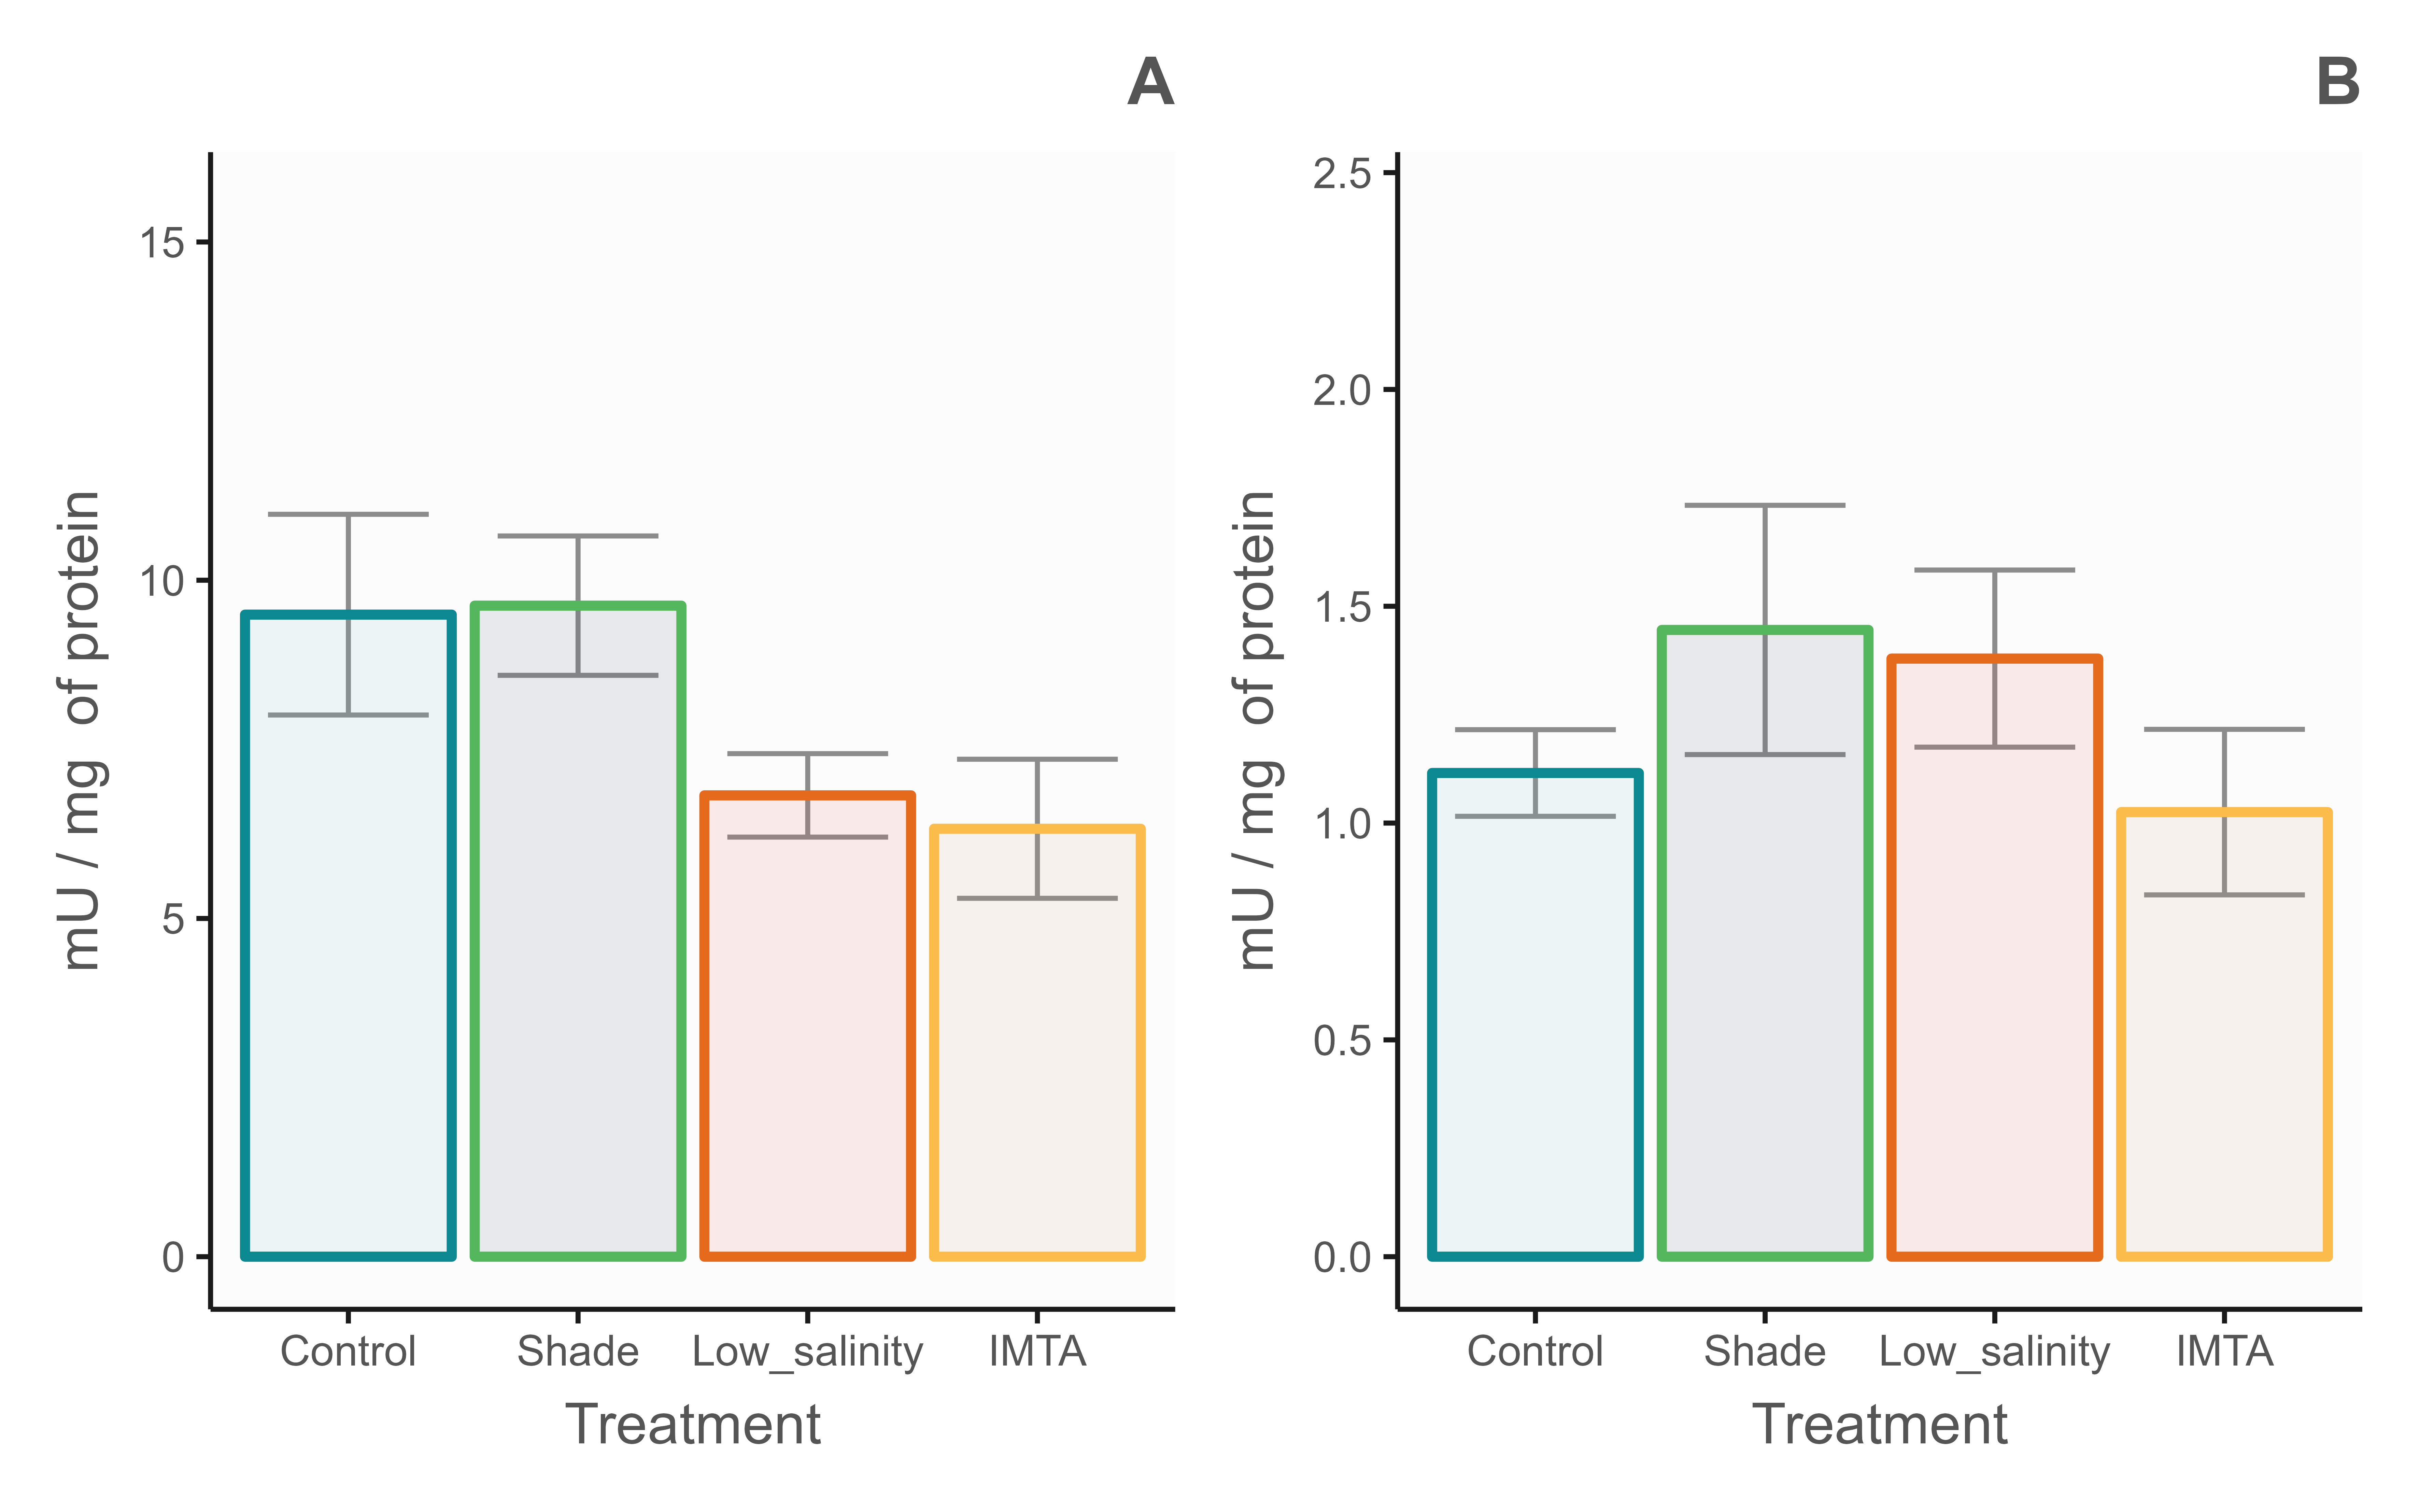 A
mU / mg  of protein
15
10
5
0
Control Shade Low_salinity IMTA
Treatment
B
mU / mg  of protein
2.5
2.0
1.5
1.0
0.5
0.0
Control Shade Low_salinity IMTA
Treatment